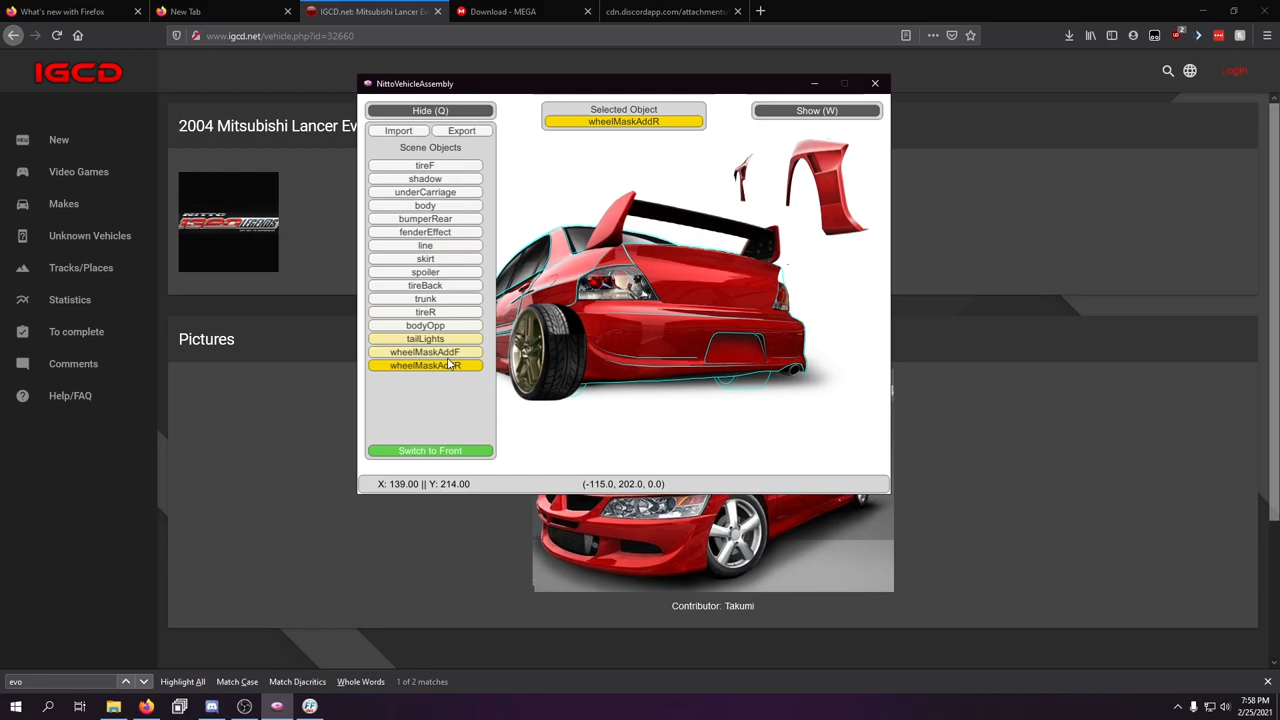 What's new with Firefox
New Tab
IGCD.net: Mitsubishi Lancer Ev
Download - MEGA
cdn.discordapp.com/attachments/
www.igcd.net/vehicle.php?id=32660
IGCD
Login
New
Video Games
Makes
Unknown Vehicles
Tracks/Places
Statistics
To complete
Comments
Help/FAQ
2004 Mitsubishi Lancer Ev
NITTO
LEGENDS
Pictures
NittoVehicleAssembly
Hide (Q)
Import
Export
Scene Objects
tireF
shadow
underCarriage
body
bumperRear
fenderEffect
line
skirt
spoiler
tireBack
trunk
tireR
bodyOpp
tailLights
wheelMaskAddF
wheelMaskAddR
Switch to Front
Selected Object
wheelMaskAddR
Show (W)
X: 139.00 || Y: 214.00
(-115.0, 202.0, 0.0)
Contributor: Takumi
evo
Highlight All
Match Case
Match Diacritics
Whole Words
1 of 2 matches
7:58 PM
2/25/2021